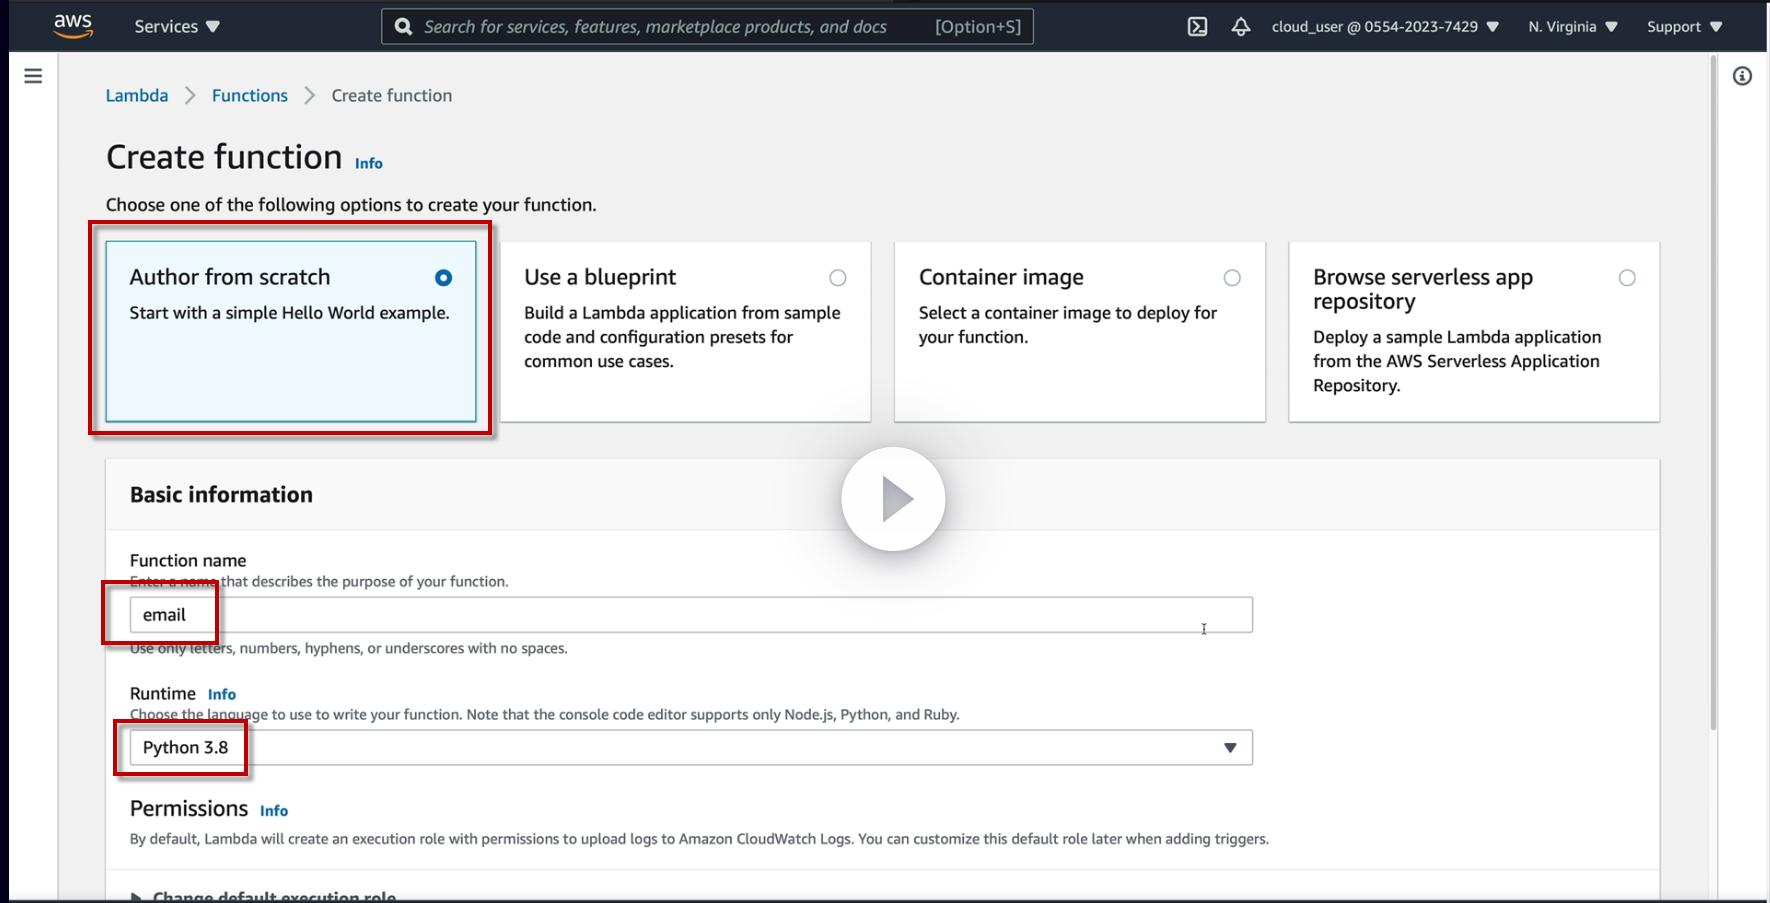 aws
Services
Search for services, features, marketplace products, and docs [Option+S]
cloud_user @ 0554-2023-7429
N. Virginia
Support
Lambda > Functions > Create function
Create function Info
Choose one of the following options to create your function.
Author from scratch
Start with a simple Hello World example.
Use a blueprint
Build a Lambda application from sample
code and configuration presets for
common use cases.
Container image
Select a container image to deploy for
your function.
Browse serverless app
repository
Deploy a sample Lambda application
from the AWS Serverless Application
Repository.
Basic information
Function name
Enter a name that describes the purpose of your function.
email
Use only letters, numbers, hyphens, or underscores with no spaces.
Runtime Info
Choose the language to use to write your function. Note that the console code editor supports only Node.js, Python, and Ruby.
Python 3.8
Permissions Info
By default, Lambda will create an execution role with permissions to upload logs to Amazon CloudWatch Logs. You can customize this default role later when adding triggers.
Change default execution role